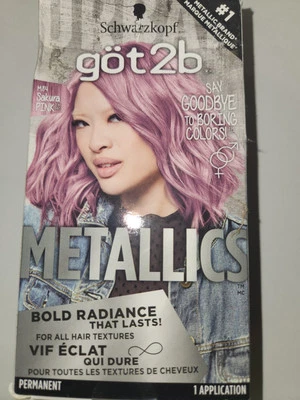 Schwarzkopf
#1
METALLIC BRAND*
MARQUE MÉTALLIQUE*
göt2b
Sakura
PINK
SAY
GOODBYE
TO BORING
COLORS!
METALLICS
BOLD RADIANCE
THAT LASTS!
FOR ALL HAIR TEXTURES
VIF ÉCLAT
QUI DURE
POUR TOUTES LES TEXTURES DE CHEVEUX
PERMANENT
1 APPLICATION